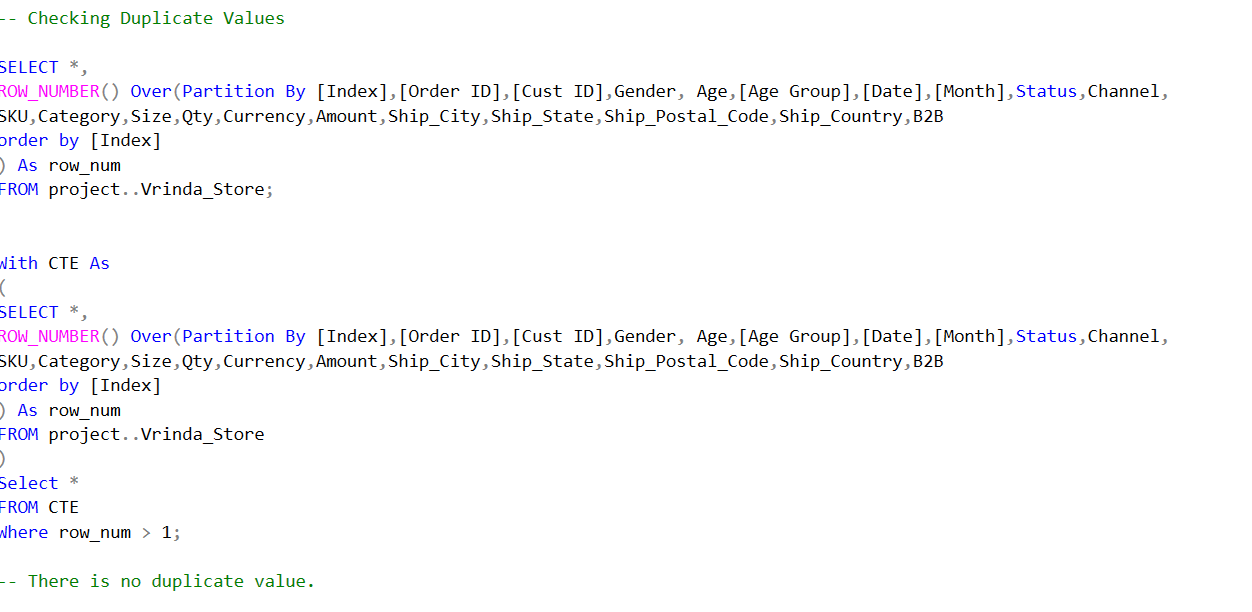 -- Checking Duplicate Values
SELECT *,
ROW_NUMBER() Over(Partition By [Index],[Order ID],[Cust ID],Gender, Age,[Age Group],[Date],[Month],Status,Channel,
SKU,Category,Size,Qty,Currency,Amount,Ship_City,Ship_State,Ship_Postal_Code,Ship_Country,B2B
order by [Index]
) As row_num
FROM project..Vrinda_Store;
With CTE As
(
SELECT *,
ROW_NUMBER() Over(Partition By [Index],[Order ID],[Cust ID],Gender, Age,[Age Group],[Date],[Month],Status,Channel,
SKU,Category,Size,Qty,Currency,Amount,Ship_City,Ship_State,Ship_Postal_Code,Ship_Country,B2B
order by [Index]
) As row_num
FROM project..Vrinda_Store
)
Select *
FROM CTE
Where row_num > 1;
-- There is no duplicate value.